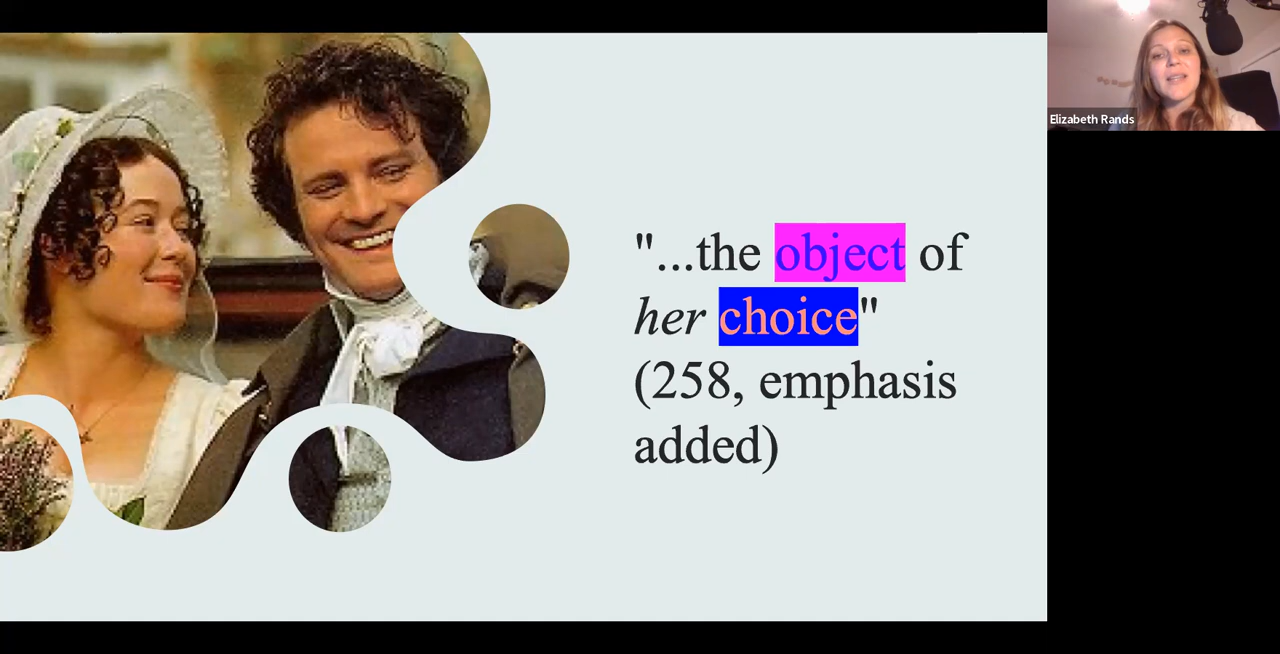 Elizabeth Rands
"...the object of
her choice"
(258, emphasis
added)